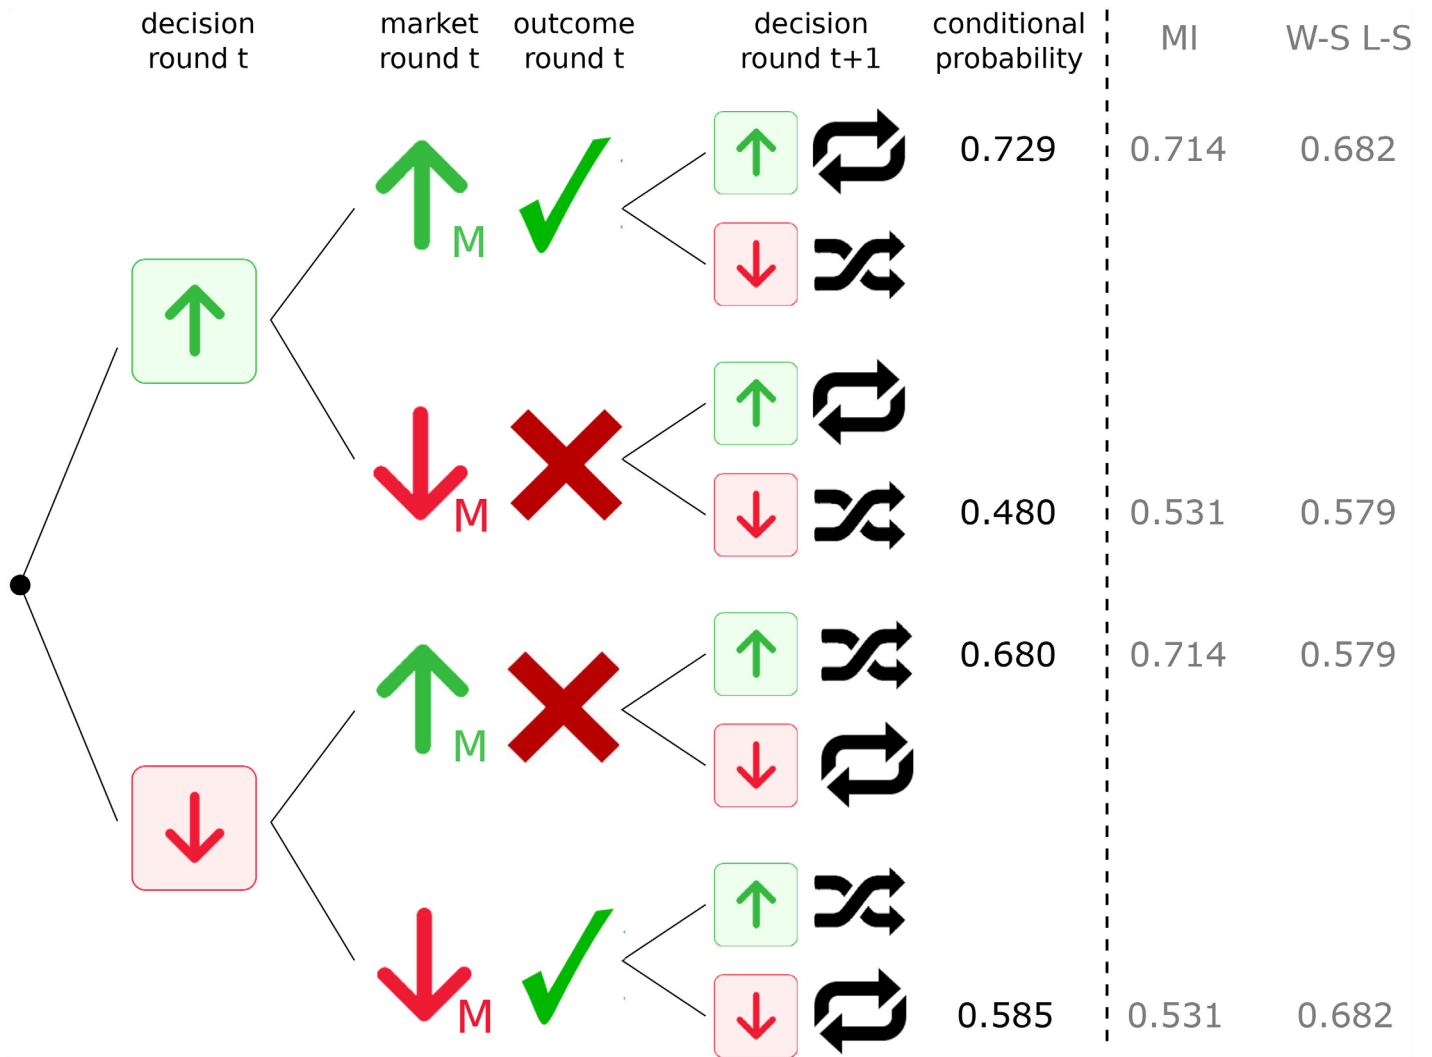 decision round t
market round t
outcome round t
decision round t+1
conditional probability
MI
W-S L-S
M
0.729
0.714
0.682
M
0.480
0.531
0.579
M
0.680
0.714
0.579
M
0.585
0.531
0.682